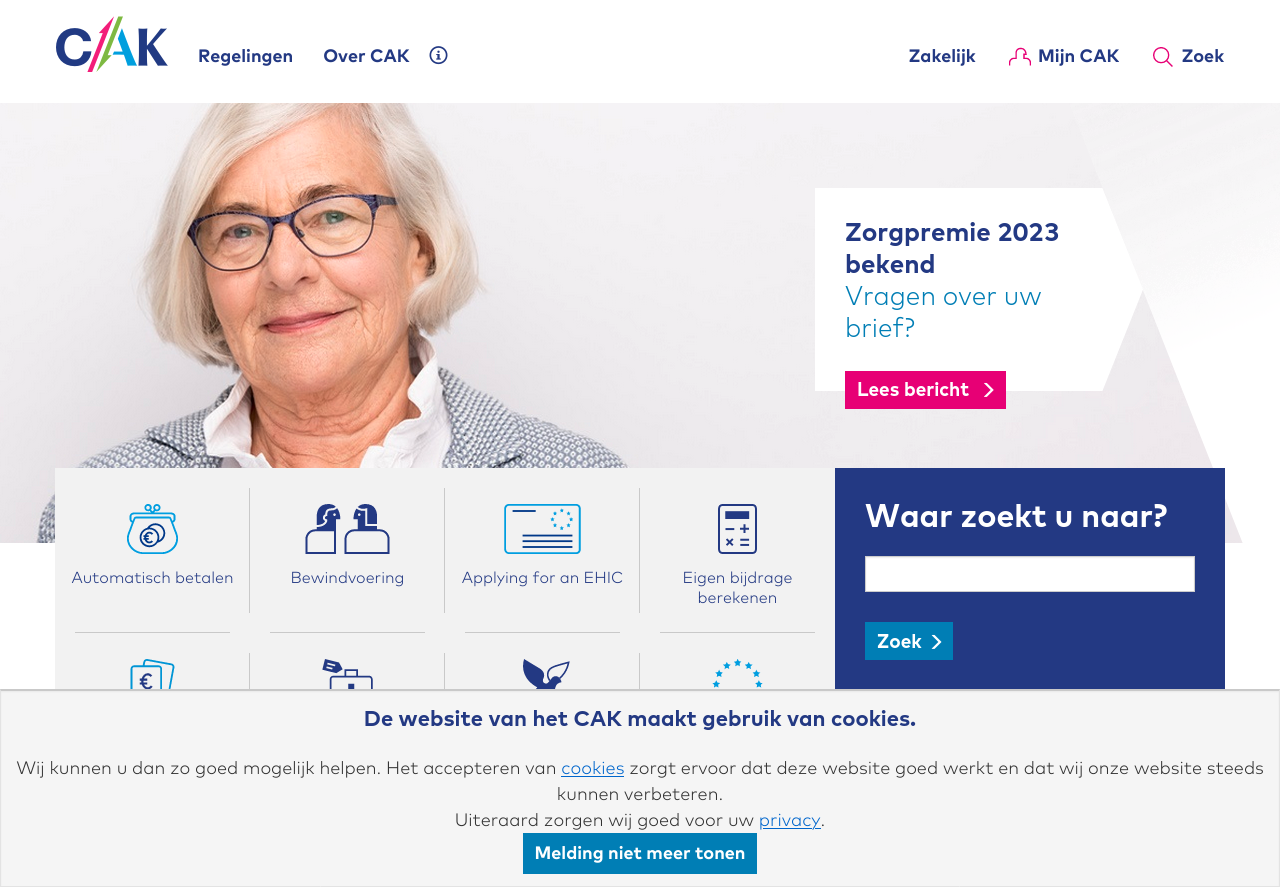 CAK
Regelingen
Over CAK
Zakelijk
Mijn CAK
Zoek
Zorgpremie 2023
bekend
Vragen over uw
brief?
Lees bericht
Automatisch betalen
Bewindvoering
Applying for an EHIC
Eigen bijdrage
berekenen
Waar zoekt u naar?
Zoek
De website van het CAK maakt gebruik van cookies.
Wij kunnen u dan zo goed mogelijk helpen. Het accepteren van cookies zorgt ervoor dat deze website goed werkt en dat wij onze website steeds
kunnen verbeteren.
Uiteraard zorgen wij goed voor uw privacy.
Melding niet meer tonen